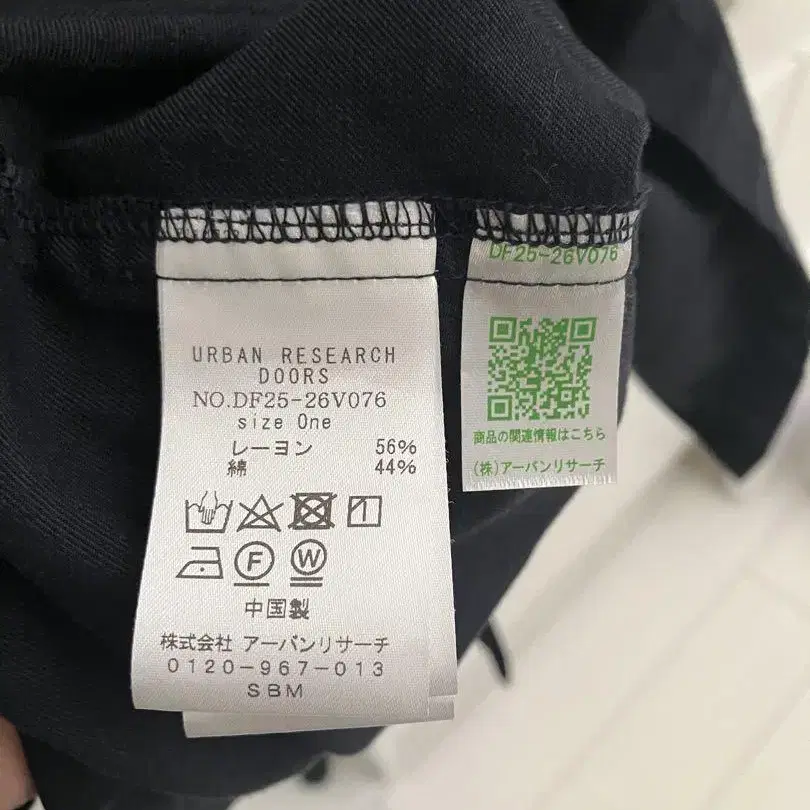 URBAN RESEARCH
DOORS
NO.DF25-26V076
size One
レーヨン 56%
綿 44%
F W
中国製
株式会社 アーバンリサーチ
0120-967-013
SBM
DF25-26V076
商品の関連情報はこちら
(株)アーバンリサーチ